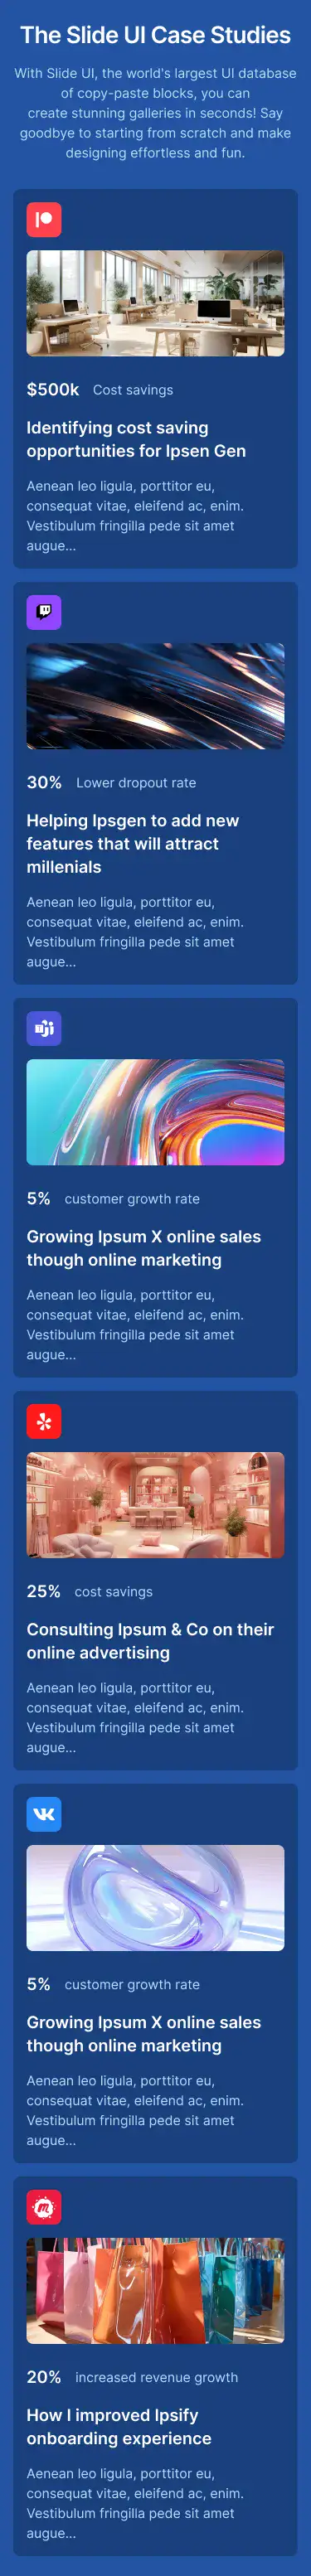 The Slide UI Case Studies
With Slide UI, the world's largest UI database
of copy-paste blocks, you can
create stunning galleries in seconds! Say
goodbye to starting from scratch and make
designing effortless and fun.
$500k Cost savings
Identifying cost saving
opportunities for Ipsen Gen
Aenean leo ligula, porttitor eu,
consequat vitae, eleifend ac, enim.
Vestibulum fringilla pede sit amet
augue...
30% Lower dropout rate
Helping Ipsgen to add new
features that will attract
millenials
Aenean leo ligula, porttitor eu,
consequat vitae, eleifend ac, enim.
Vestibulum fringilla pede sit amet
augue...
5% customer growth rate
Growing Ipsum X online sales
though online marketing
Aenean leo ligula, porttitor eu,
consequat vitae, eleifend ac, enim.
Vestibulum fringilla pede sit amet
augue...
25% cost savings
Consulting Ipsum & Co on their
online advertising
Aenean leo ligula, porttitor eu,
consequat vitae, eleifend ac, enim.
Vestibulum fringilla pede sit amet
augue...
5% customer growth rate
Growing Ipsum X online sales
though online marketing
Aenean leo ligula, porttitor eu,
consequat vitae, eleifend ac, enim.
Vestibulum fringilla pede sit amet
augue...
20% increased revenue growth
How I improved Ipsify
onboarding experience
Aenean leo ligula, porttitor eu,
consequat vitae, eleifend ac, enim.
Vestibulum fringilla pede sit amet
augue...